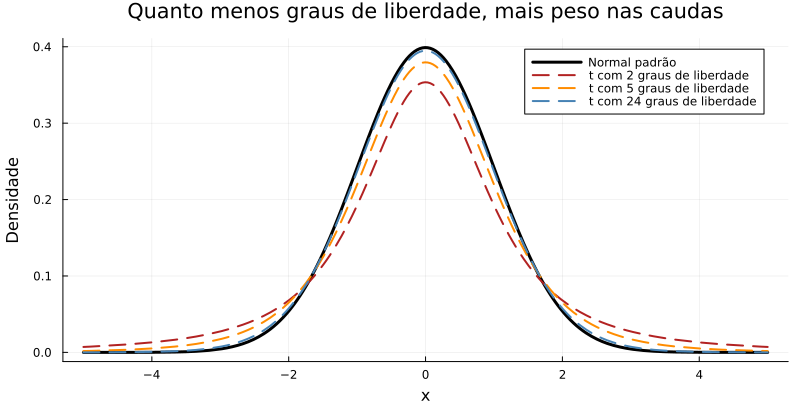 Quanto menos graus de liberdade, mais peso nas caudas
Normal padrão
t com 2 graus de liberdade
t com 5 graus de liberdade
t com 24 graus de liberdade
Densidade
0.4
0.3
0.2
0.1
0.0
−4
−2
0
2
4
x